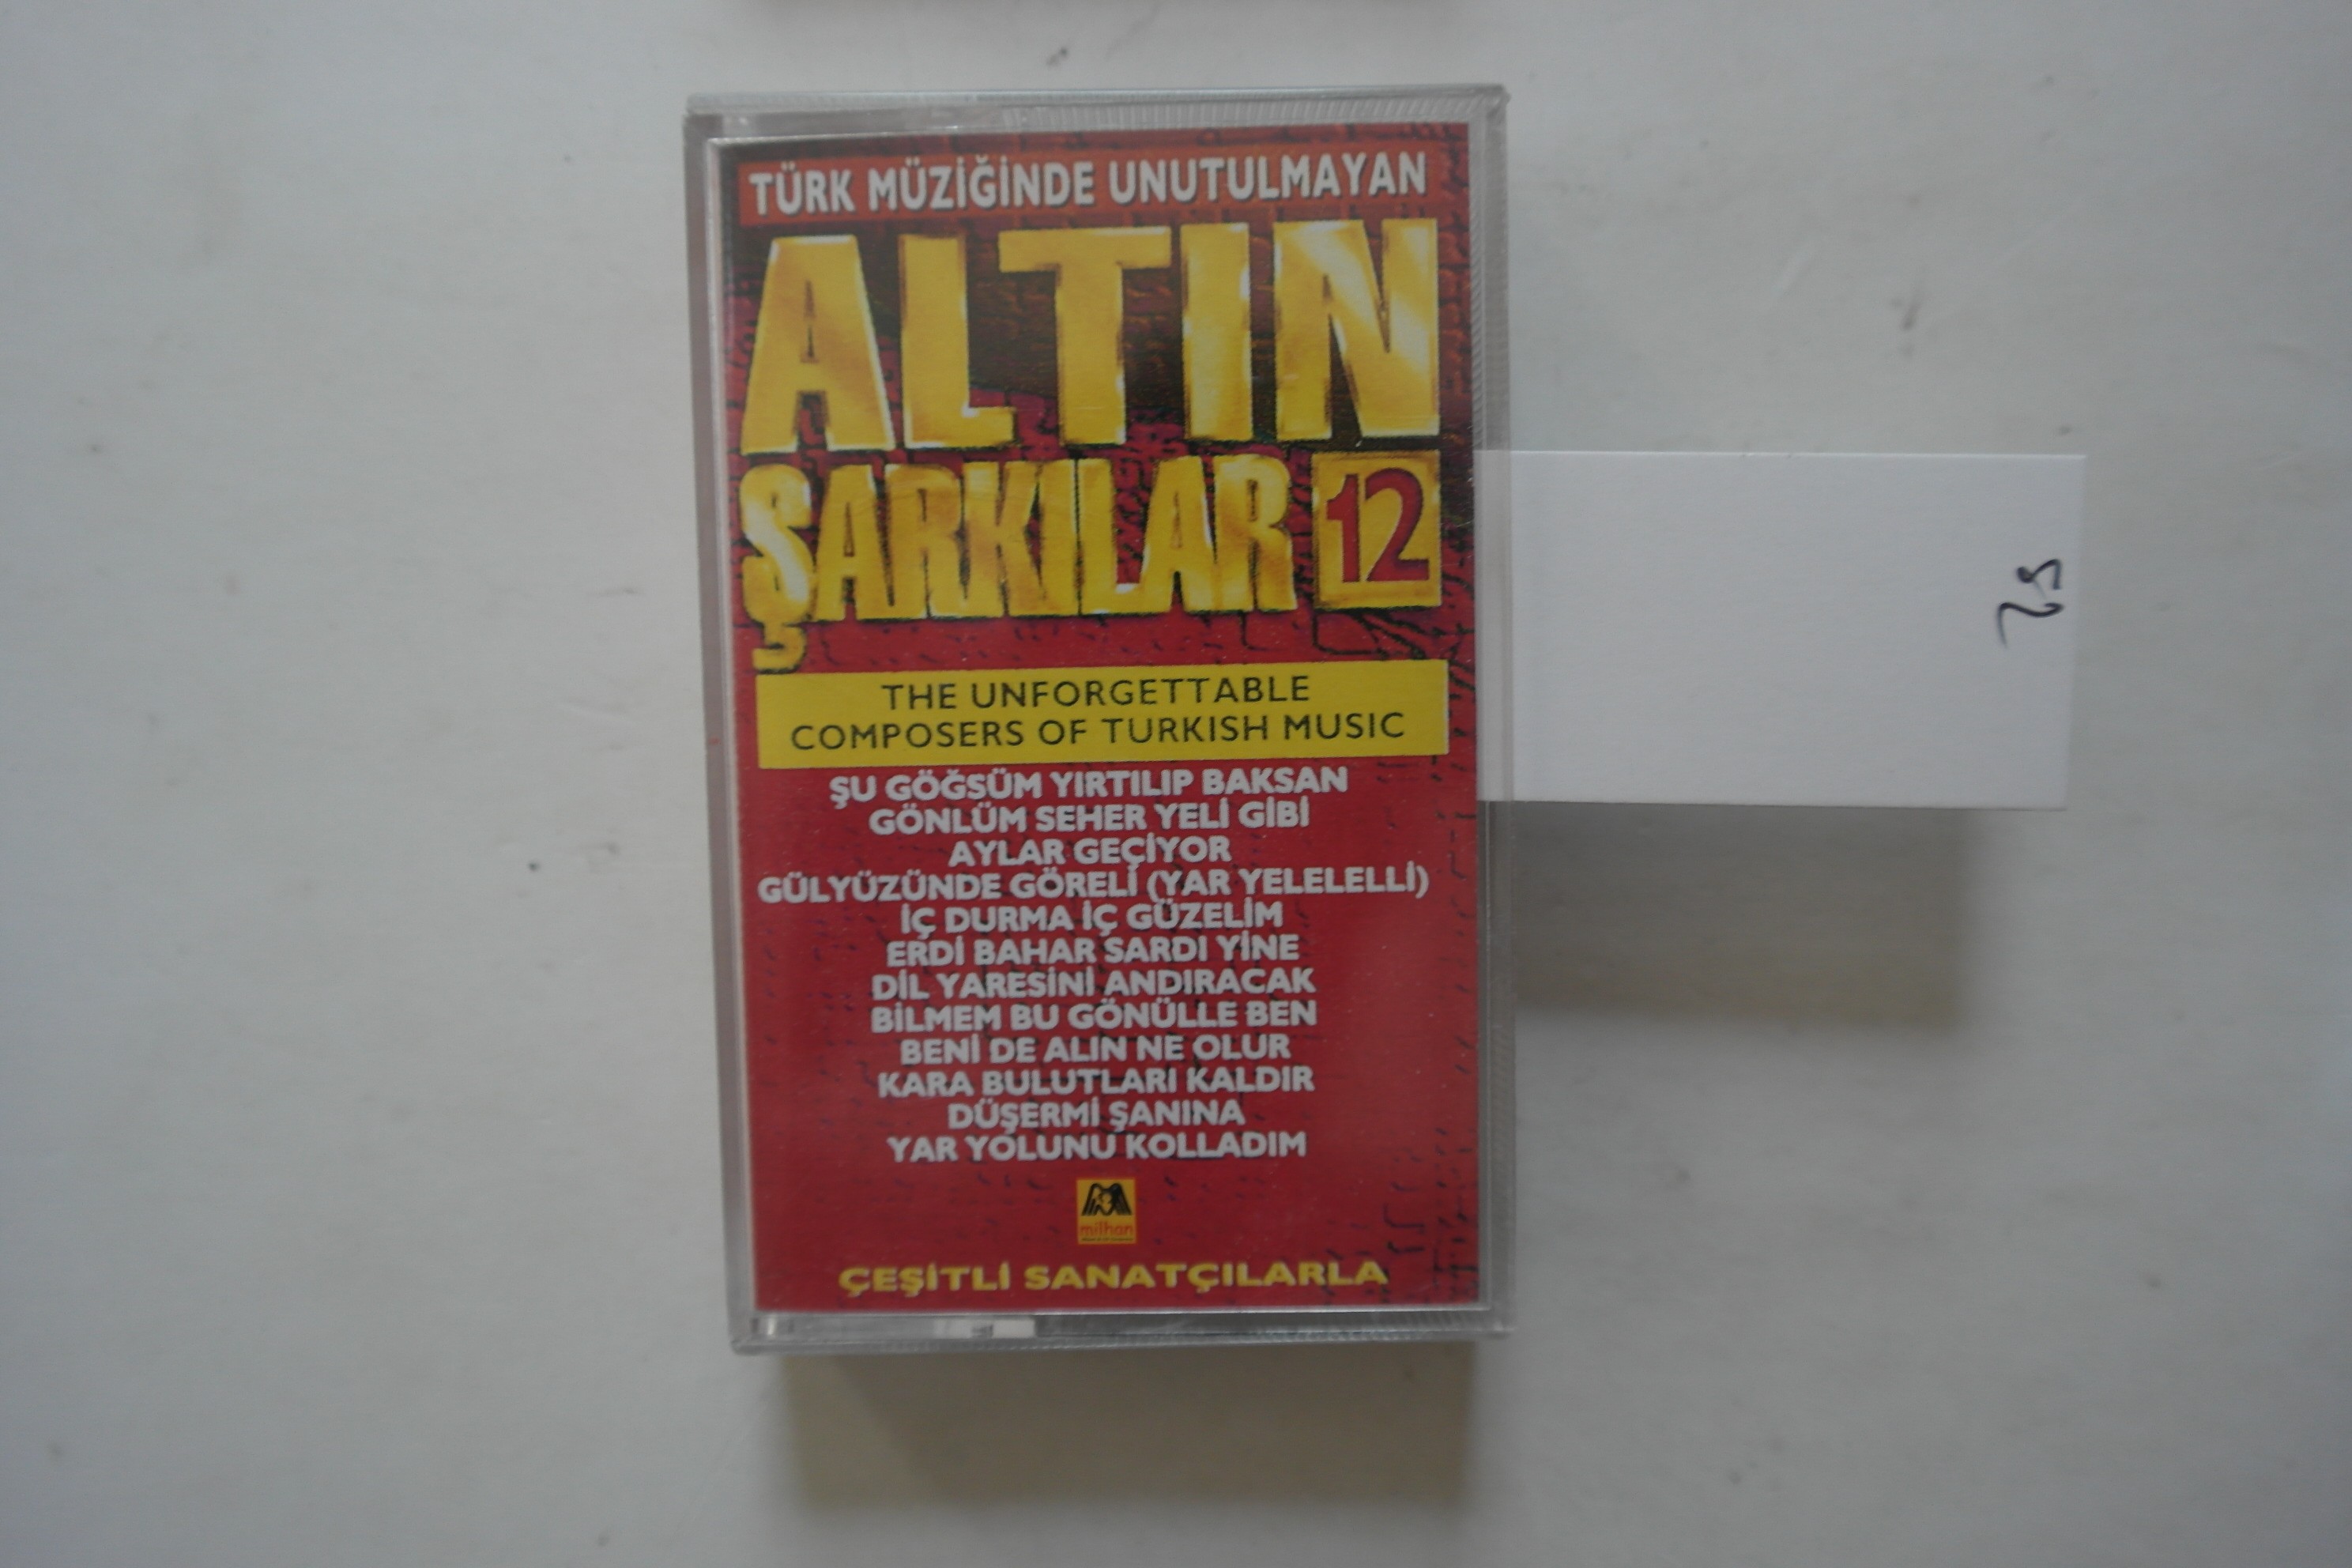 TÜRK MÜZİĞİNDE UNUTULMAYAN
ALTIN
ŞARKILAR 12
THE UNFORGETTABLE
COMPOSERS OF TURKISH MUSIC
ŞU GÖĞSÜM YIRTILIP BAKSAN
GÖNLÜM SEHER YELİ GİBİ
AYLAR GEÇİYOR
GÜLYÜZÜNDE GÖRELİ (YAR YELELELLİ)
İÇ DURMA İÇ GÜZELİM
ERDİ BAHAR SARDI YİNE
DİL YARESİNİ ANDIRACAK
BİLMEM BU GÖNÜLLE BEN
BENİ DE ALIN NE OLUR
KARA BULUTLARI KALDIR
DÜŞERMİ ŞANINA
YAR YOLUNU KOLLADIM
milhan
ÇEŞİTLİ SANATÇILARLA